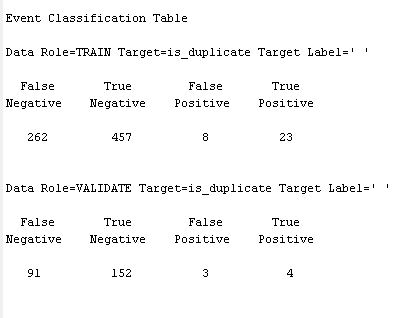 Event Classification Table
Data Role=TRAIN Target=is_duplicate Target Label=' '
False True False True
Negative Negative Positive Positive
262 457 8 23
Data Role=VALIDATE Target=is_duplicate Target Label=' '
False True False True
Negative Negative Positive Positive
91 152 3 4